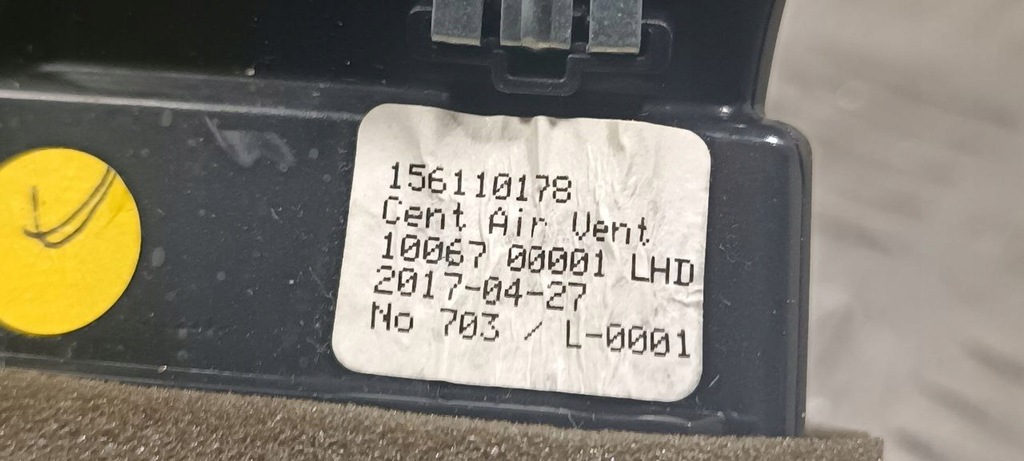 156110178
Cent Air Vent
10067 00001 LHD
2017-04-27
No 703 / L-0001